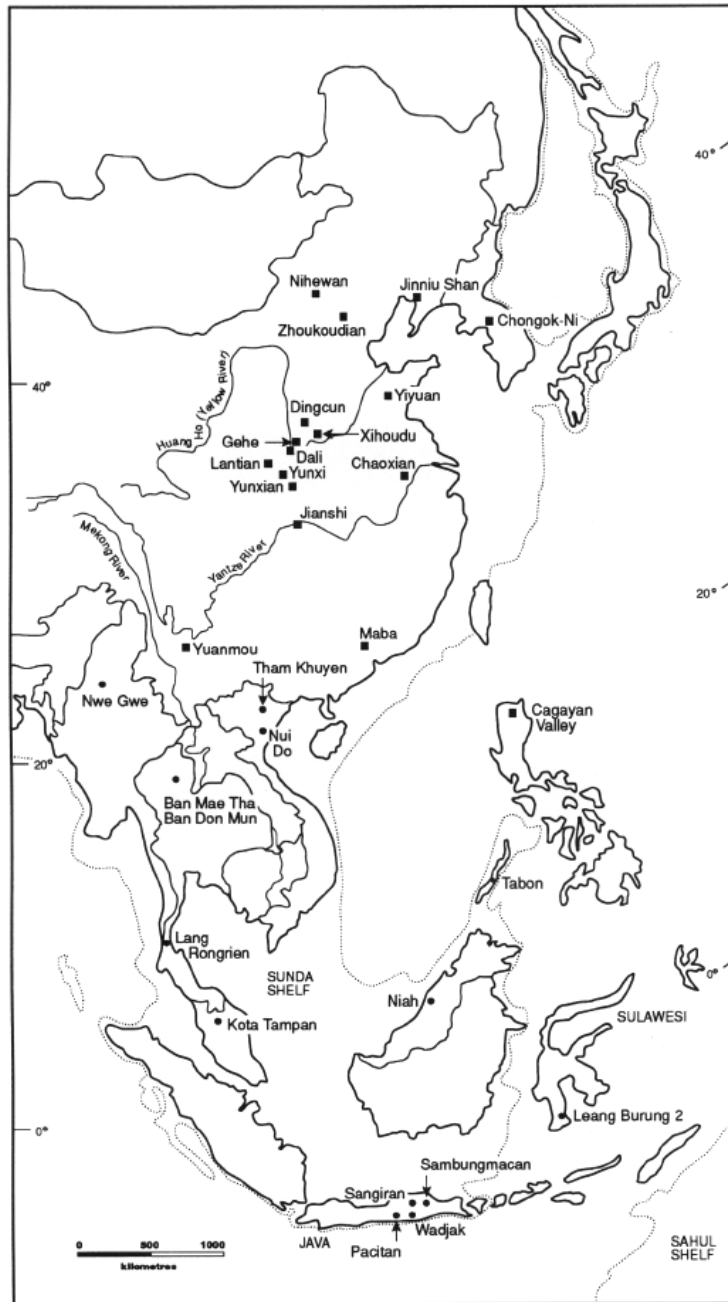 40°
Nihewan
Jinniu Shan
Zhoukoudian
Chongok-Ni
40°
Huang Ho (Yellow River)
Yiyuan
Dingcun
Gehe
Xihoudu
Dali
Lantian
Chaoxian
Yunxi
Yunxian
Jianshi
Mekong River
Yantze River
20°
Maba
Yuanmou
Tham Khuyen
Nwe Gwe
Nui
Do
Cagayan
Valley
20°
Ban Mae Tha
Ban Don Mun
Tabon
Lang
Rongrien
0°
SUNDA
SHELF
Niah
SULAWESI
Kota Tampan
Leang Burung 2
0°
Sambungmacan
Sangiran
Wadjak
JAVA
Pacitan
SAHUL
SHELF
0 500 1000
kilometres